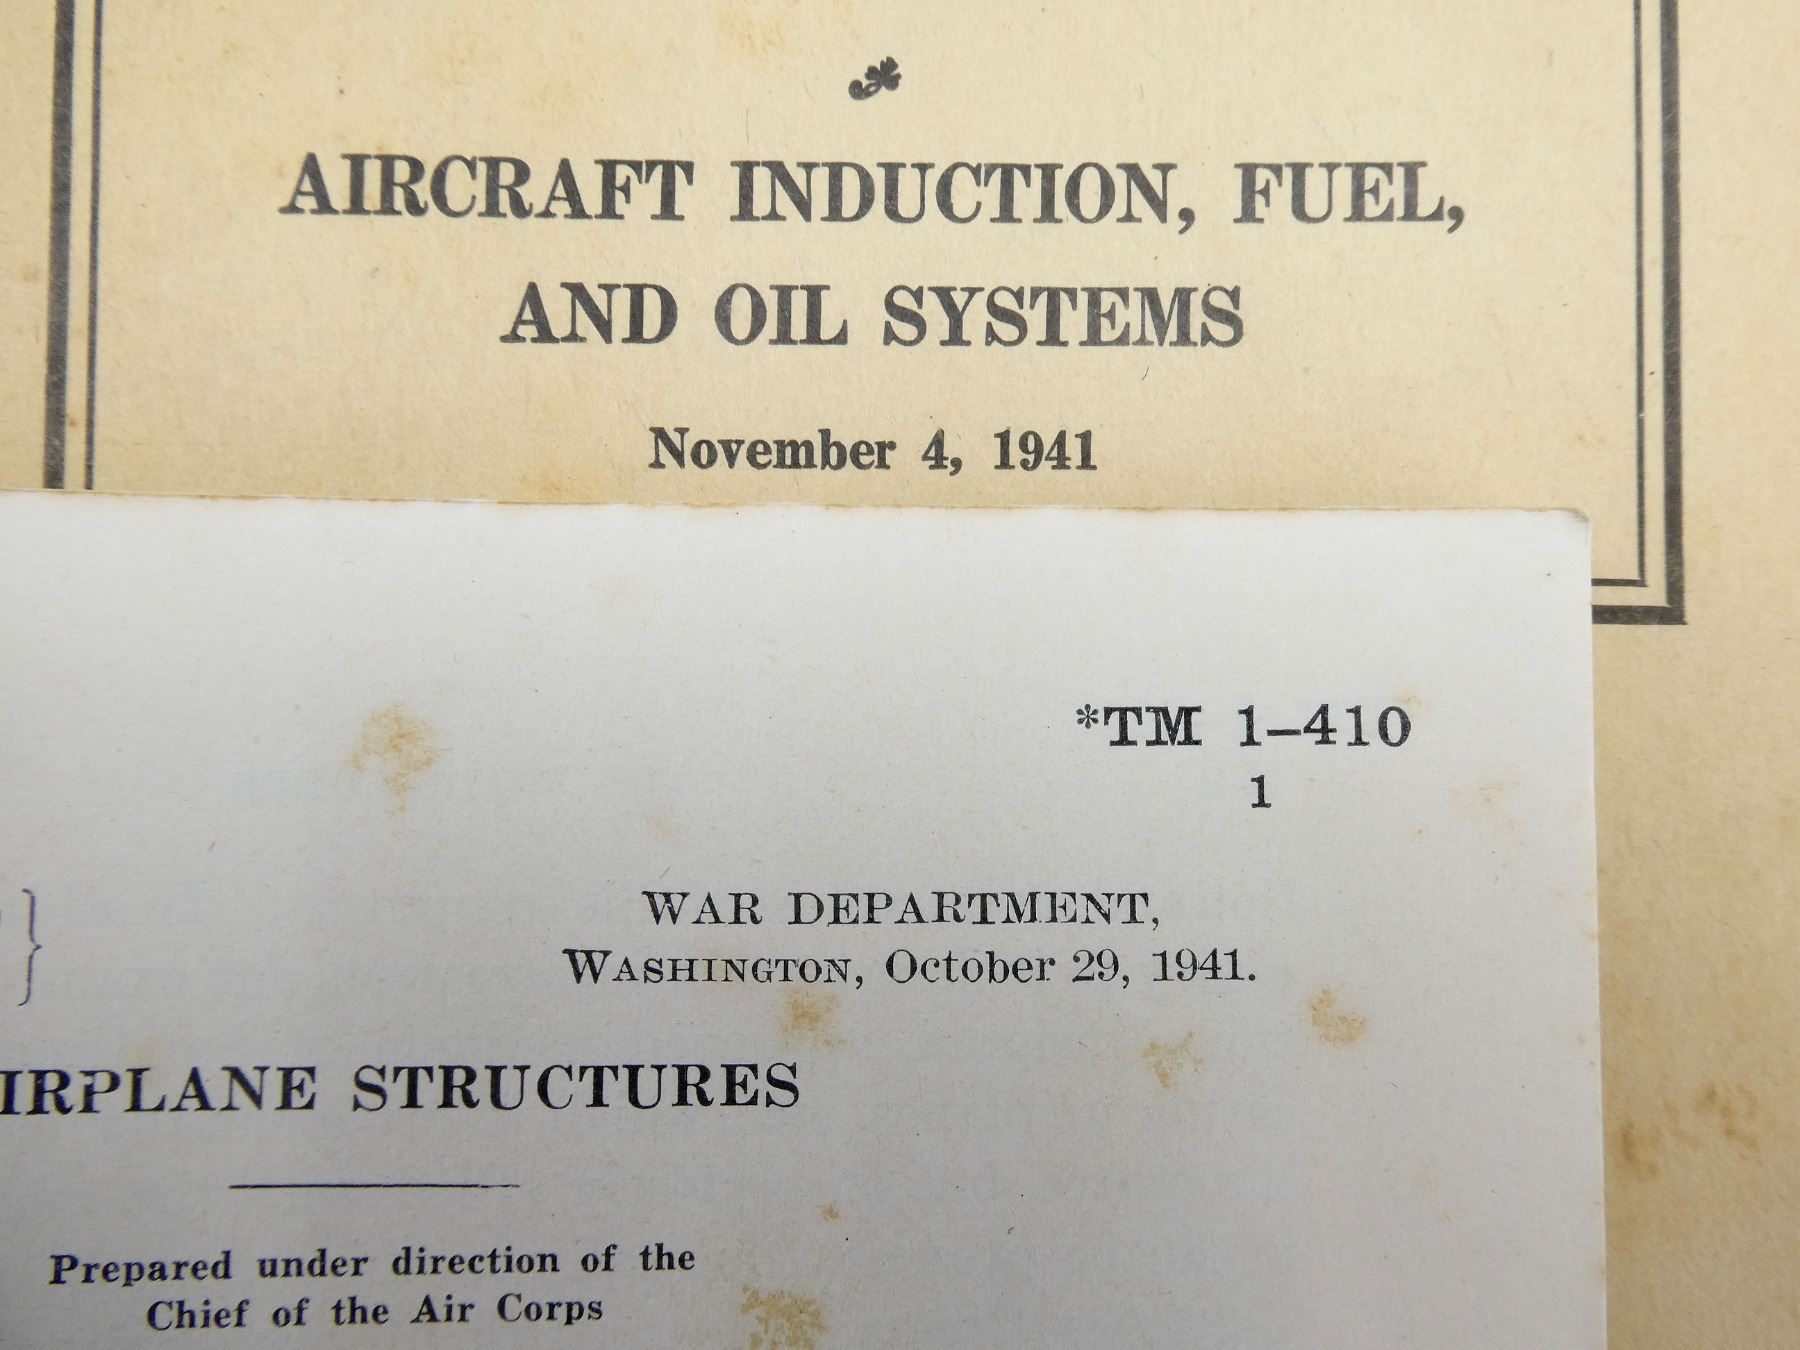 AIRCRAFT INDUCTION, FUEL,
AND OIL SYSTEMS
November 4, 1941
*TM 1–410
1
WAR DEPARTMENT,
WASHINGTON, October 29, 1941.
IRPLANE STRUCTURES
Prepared under direction of the
Chief of the Air Corps